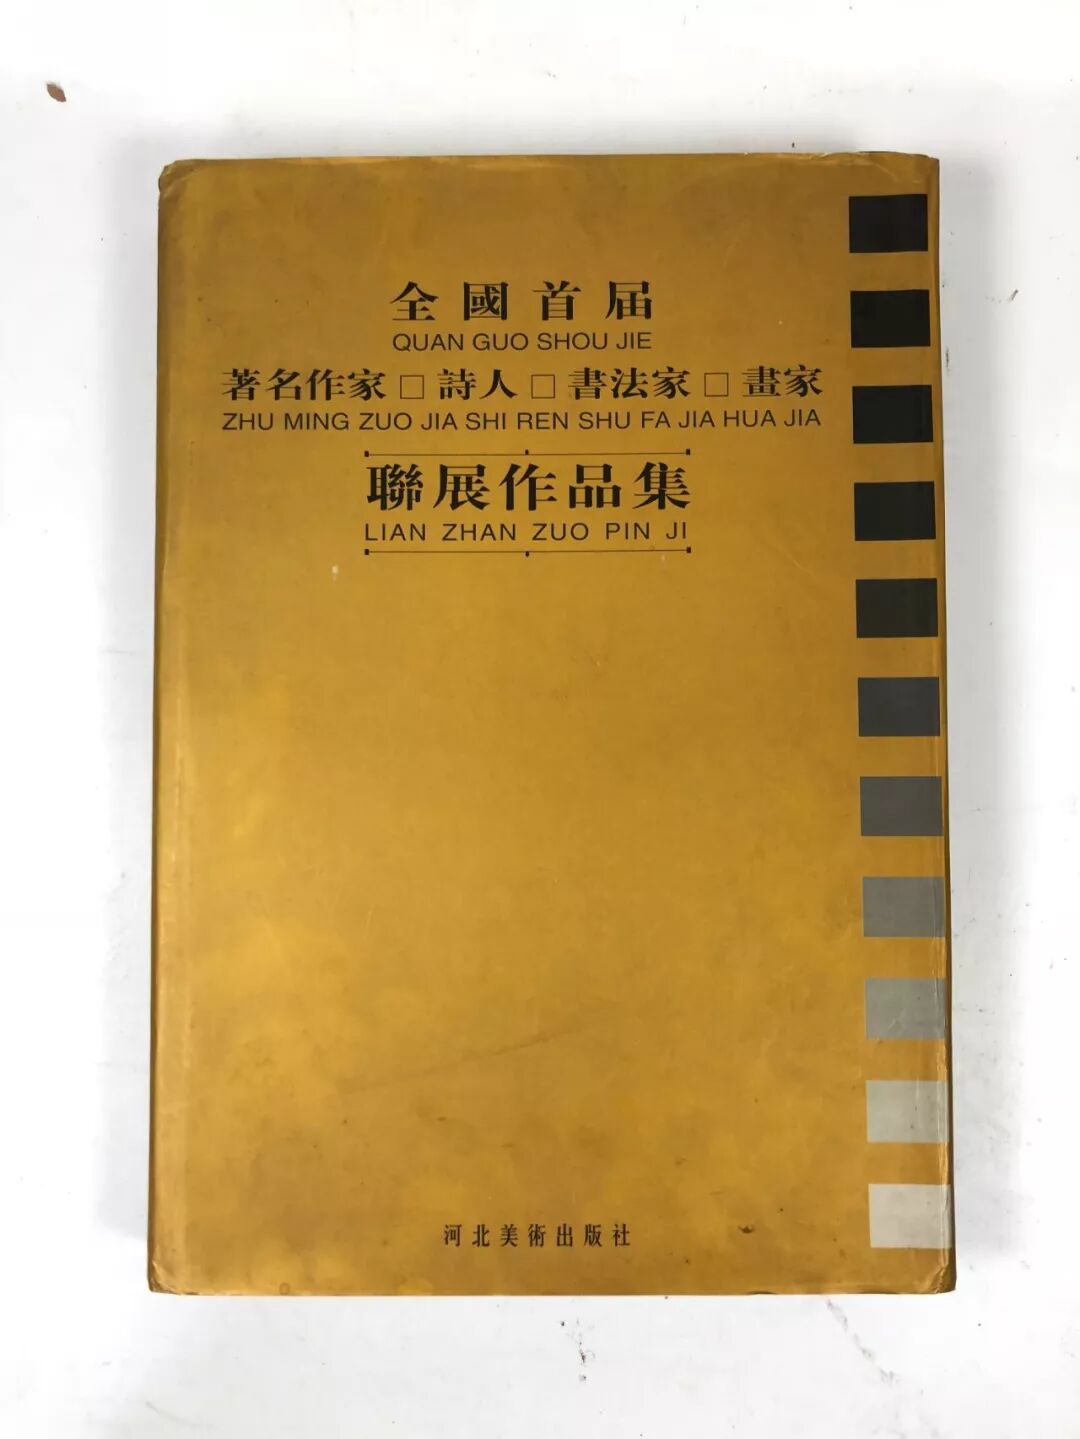 全國首届
QUAN GUO SHOU JIE
著名作家□詩人□書法家□畫家
ZHU MING ZUO JIA SHI REN SHU FA JIA HUA JIA
聯展作品集
LIAN ZHAN ZUO PIN JI
河北美術出版社